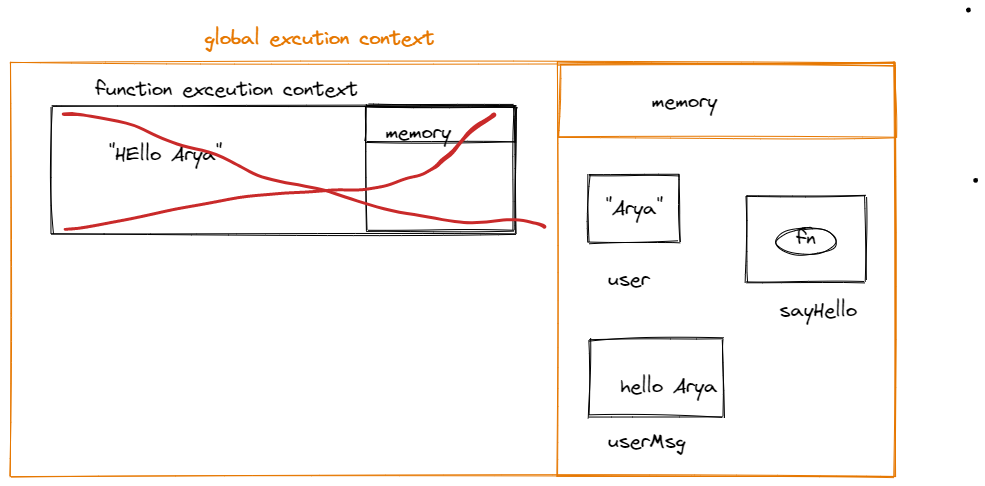 global excution context
function exceution context
memory
"HEllo Arya"
memory
"Arya"
user
fn
sayHello
hello Arya
userMsg